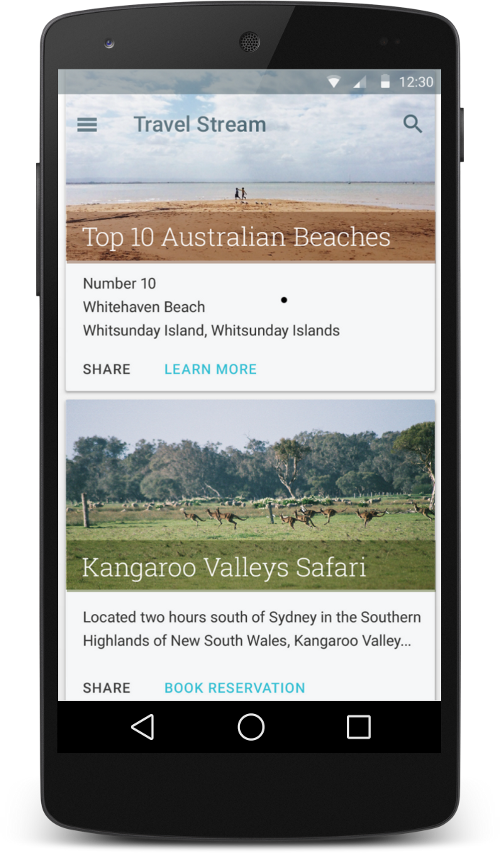 12:30
Travel Stream
Top 10 Australian Beaches
Number 10
Whitehaven Beach
Whitsunday Island, Whitsunday Islands
SHARE LEARN MORE
Kangaroo Valleys Safari
Located two hours south of Sydney in the Southern
Highlands of New South Wales, Kangaroo Valley...
SHARE BOOK RESERVATION